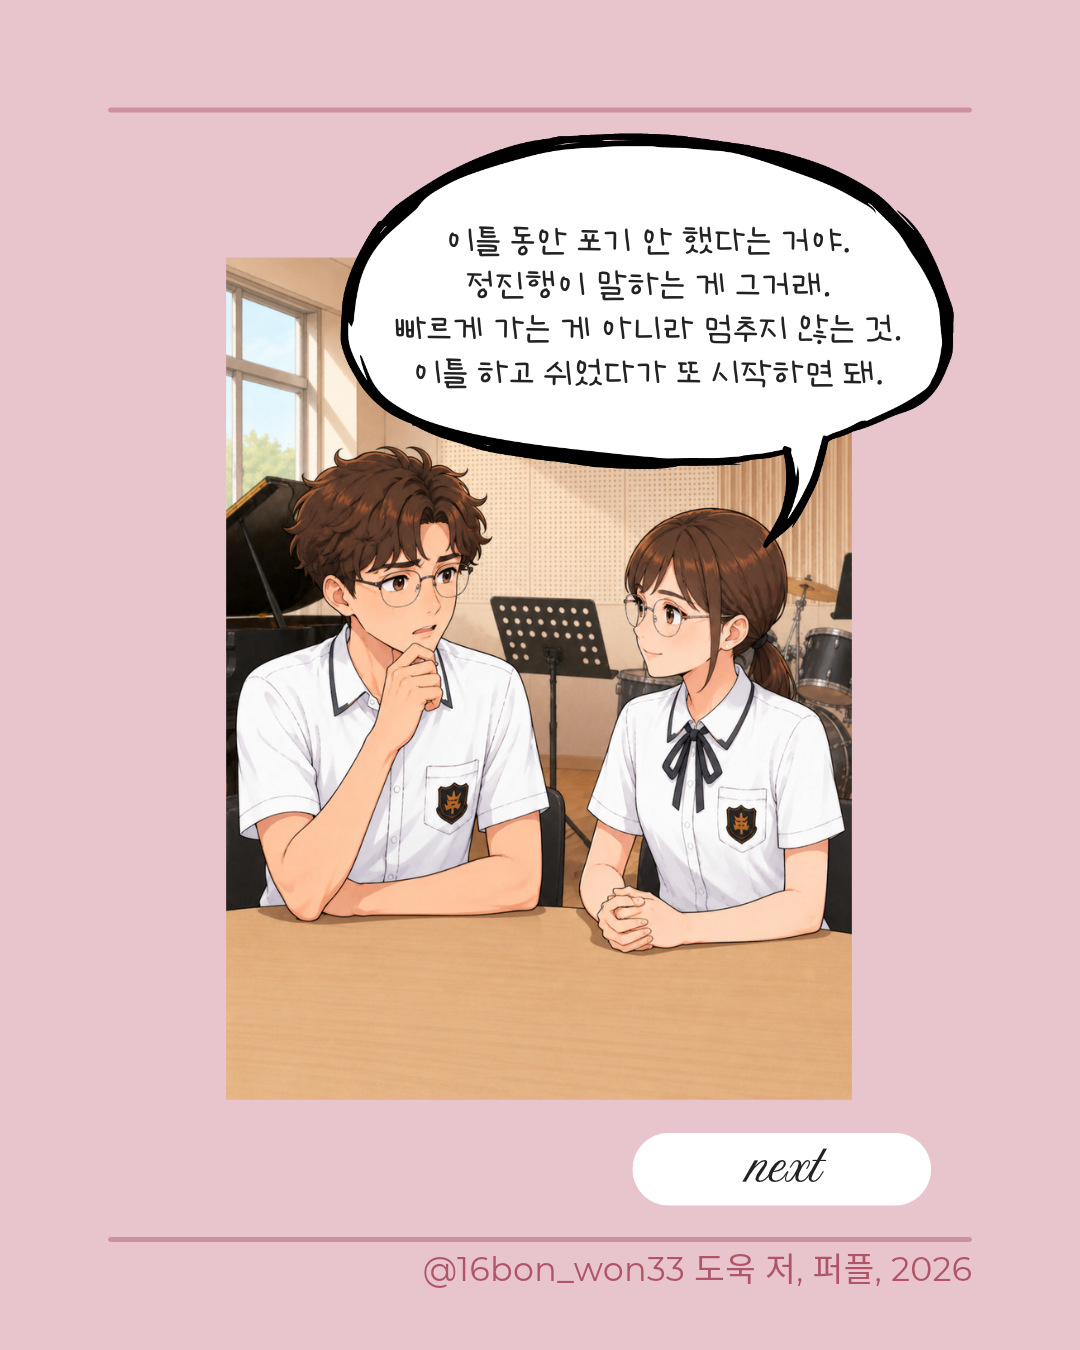 이틀 동안 포기 안 했다는 거야.
정진행이 말하는 게 그거래.
빠르게 가는 게 아니라 멈추지 않는 것.
이틀 하고 쉬었다가 또 시작하면 돼.
next
@16bon_won33 도욱 저, 퍼플, 2026